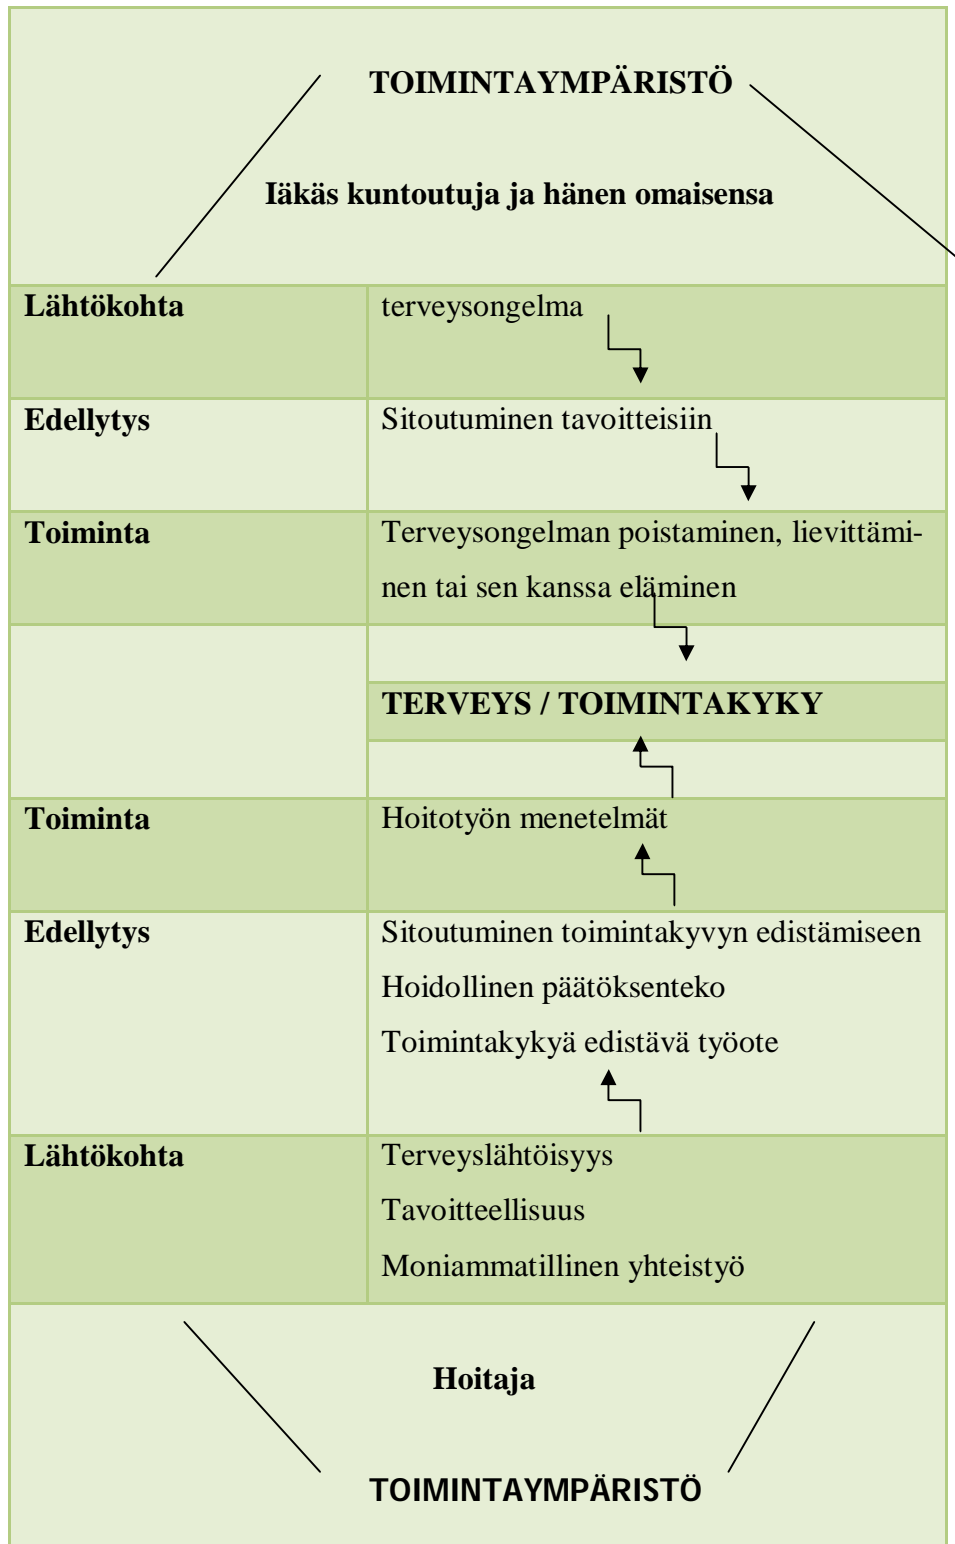 TOIMINTAYMPÄRISTÖ
Iäkäs kuntoutuja ja hänen omaisensa
Lähtökohta
terveysongelma
Edellytys
Sitoutuminen tavoitteisiin
Toiminta
Terveysongelman poistaminen, lievittämi-
nen tai sen kanssa eläminen
TERVEYS / TOIMINTAKYKY
Toiminta
Hoitotyön menetelmät
Edellytys
Sitoutuminen toimintakyvyn edistämiseen
Hoidollinen päätöksenteko
Toimintakykyä edistävä työote
Lähtökohta
Terveyslähtöisyys
Tavoitteellisuus
Moniammatillinen yhteistyö
Hoitaja
TOIMINTAYMPÄRISTÖ